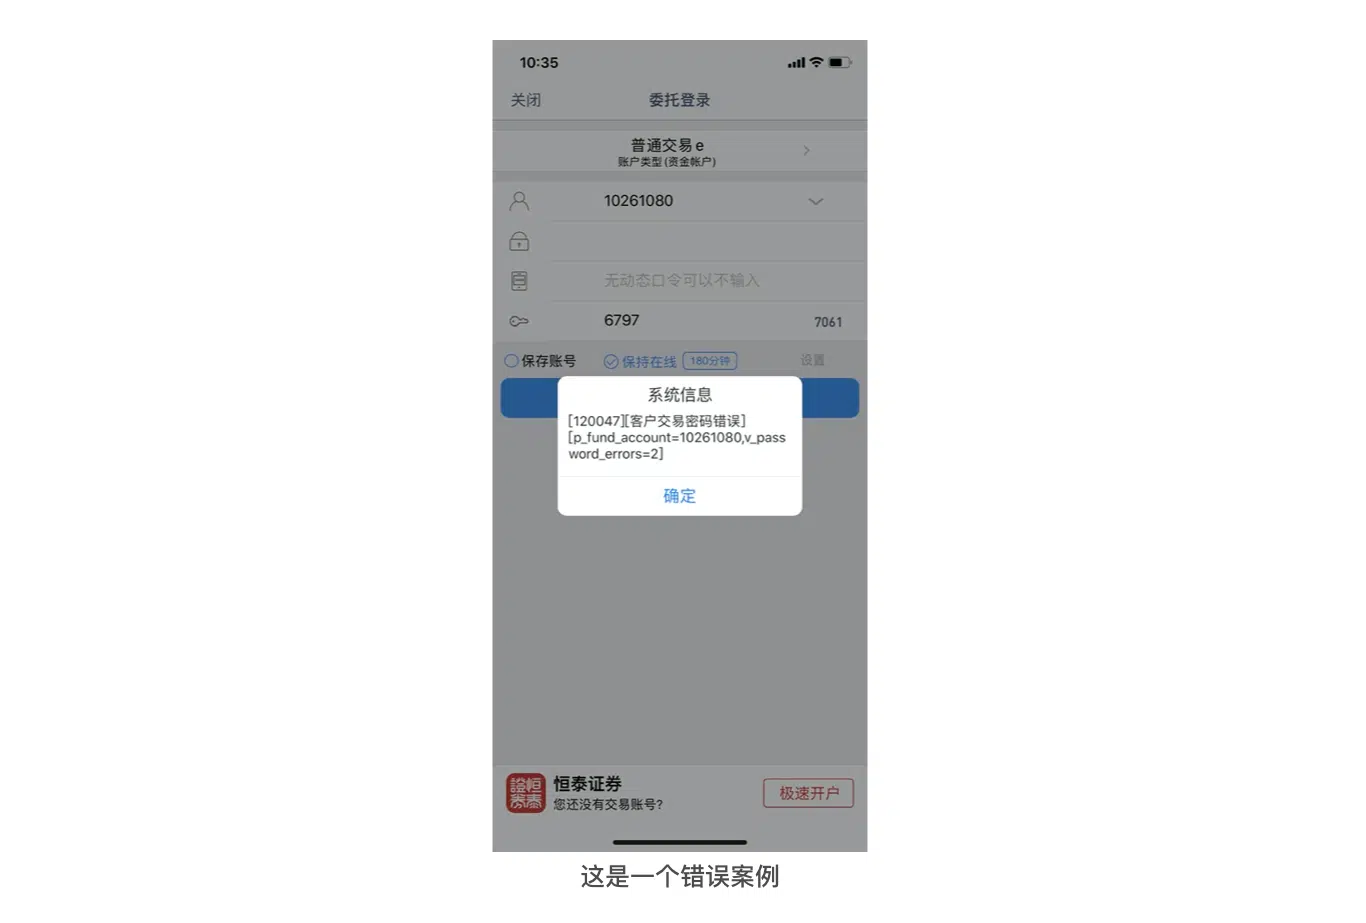 10:35
关闭
委托登录
普通交易 e
账户类型(资金帐户)
10261080
无动态口令可以不输入
6797
7061
保存账号
保持在线
180分钟
设置
系统信息
[120047][客户交易密码错误]
[p_fund_account=10261080,v_pass
word_errors=2]
确定
證恒
券泰
恒泰证券
您还没有交易账号?
极速开户
这是一个错误案例